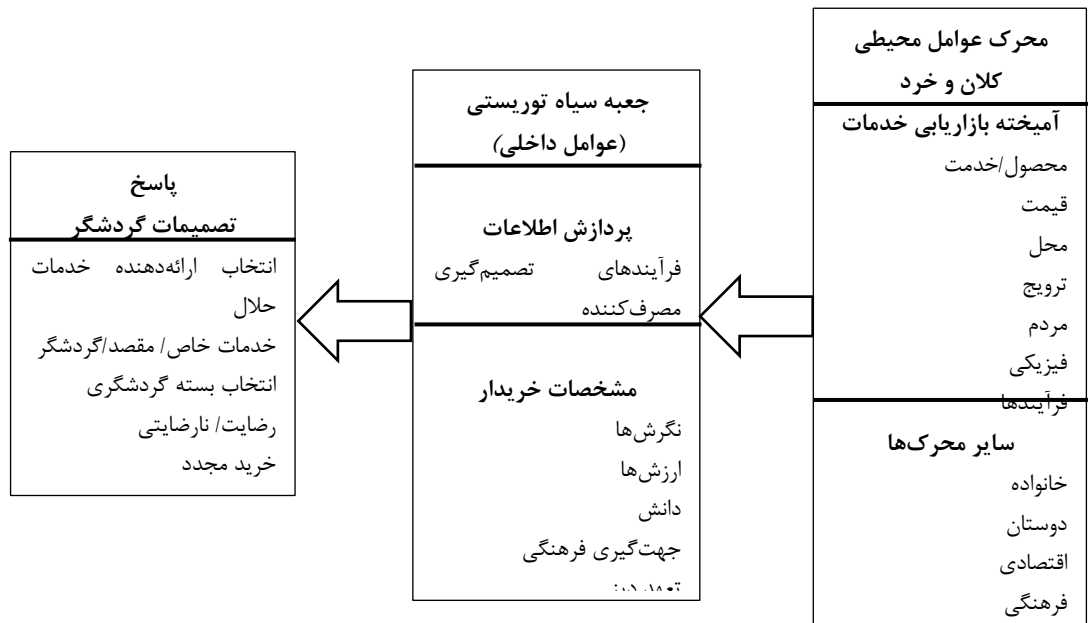 محرک عوامل محیطی
کلان و خرد
آمیخته بازاریابی خدمات
محصول/خدمت
قیمت
محل
ترویج
مردم
فیزیکی
فرآیندها
سایر محرک‌ها
خانواده
دوستان
اقتصادی
فرهنگی
جعبه سیاه توریستی
(عوامل داخلی)
پردازش اطلاعات
فرآیندهای تصمیم‌گیری
مصرف‌کننده
مشخصات خریدار
نگرش‌ها
ارزش‌ها
دانش
جهت‌گیری فرهنگی
پاسخ
تصمیمات گردشگر
انتخاب ارائه‌دهنده خدمات
حلال
خدمات خاص/ مقصد/گردشگر
انتخاب بسته گردشگری
رضایت/ نارضایتی
خرید مجدد